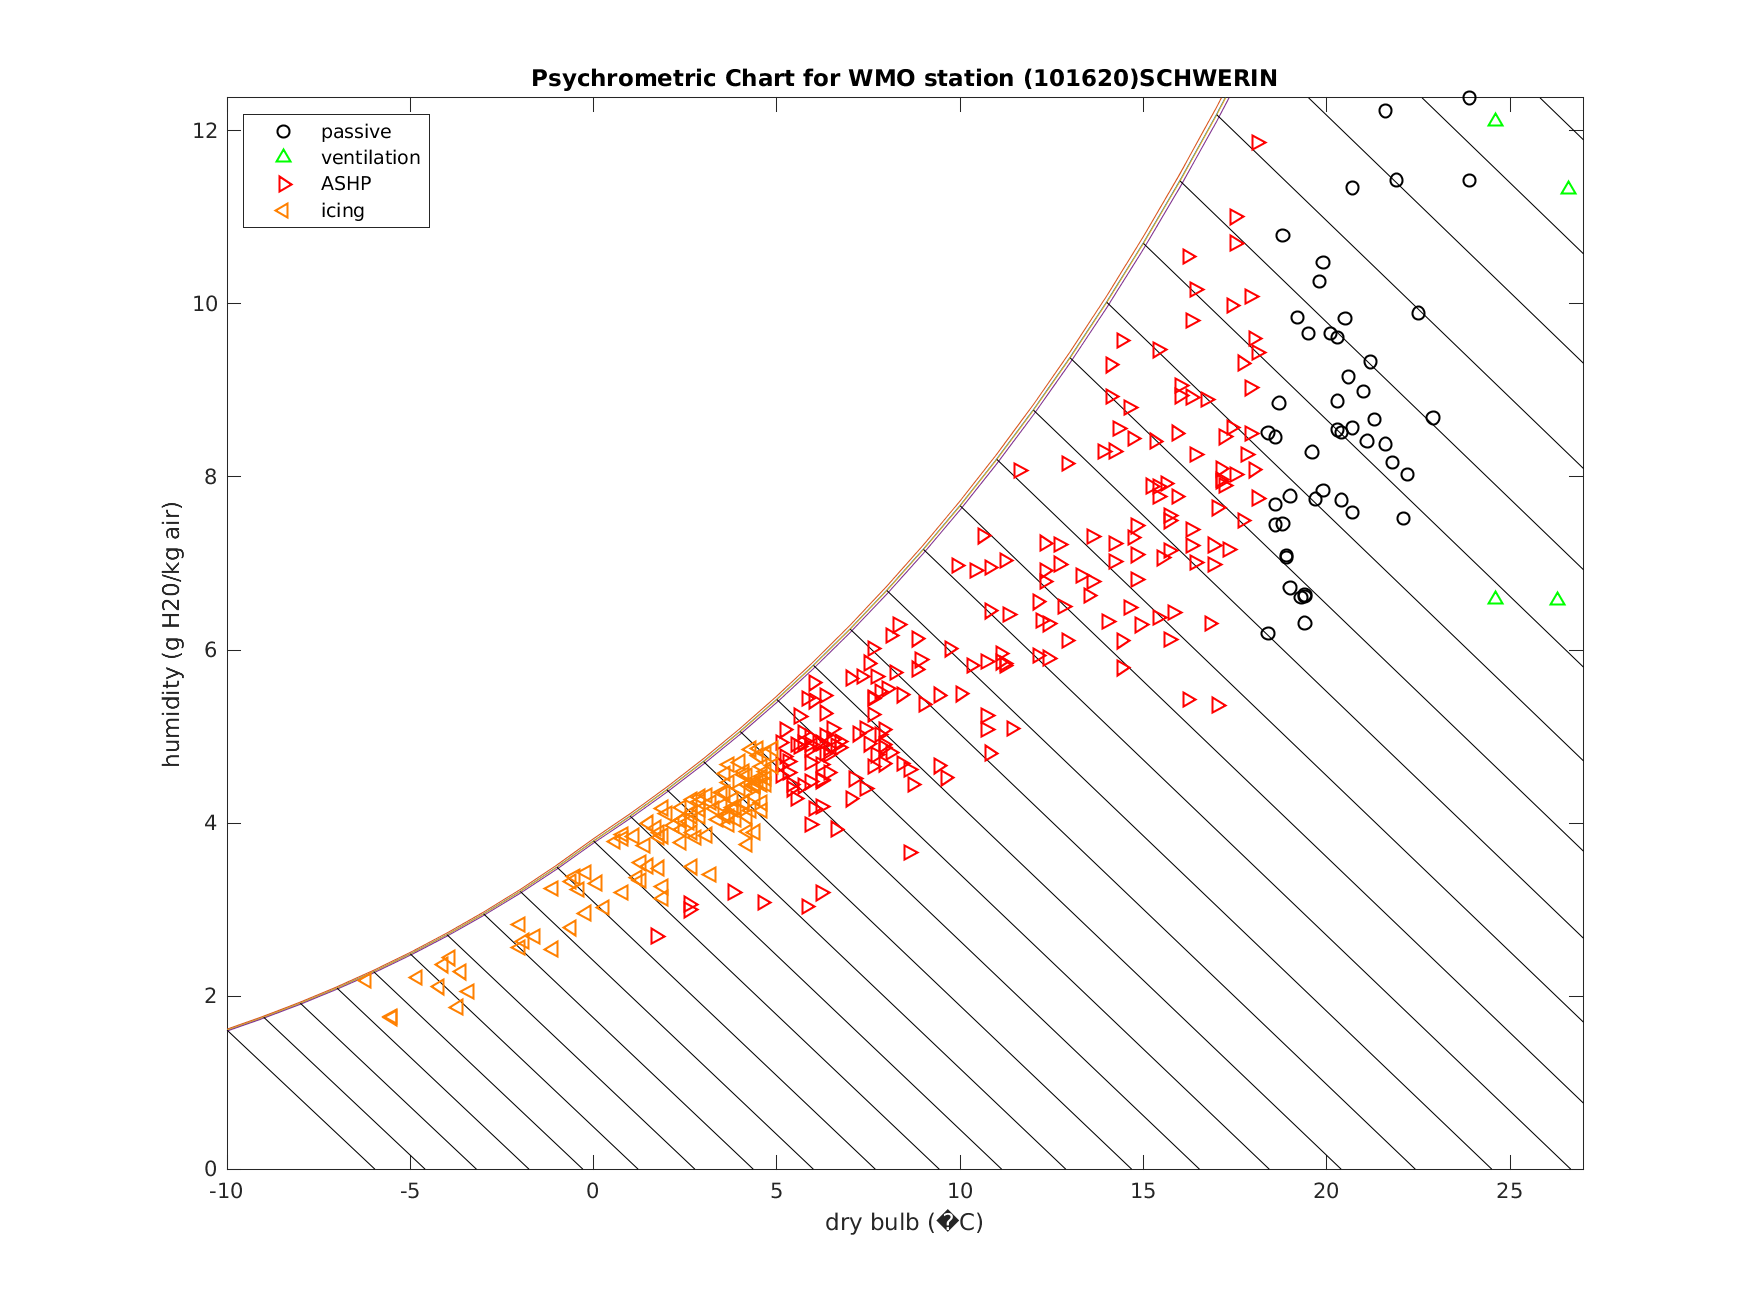 Psychrometric Chart for WMO station (101620)SCHWERIN
passive
ventilation
ASHP
icing
12
10
8
6
4
2
0
humidity (g H20/kg air)
-10 -5 0 5 10 15 20 25
dry bulb (�C)